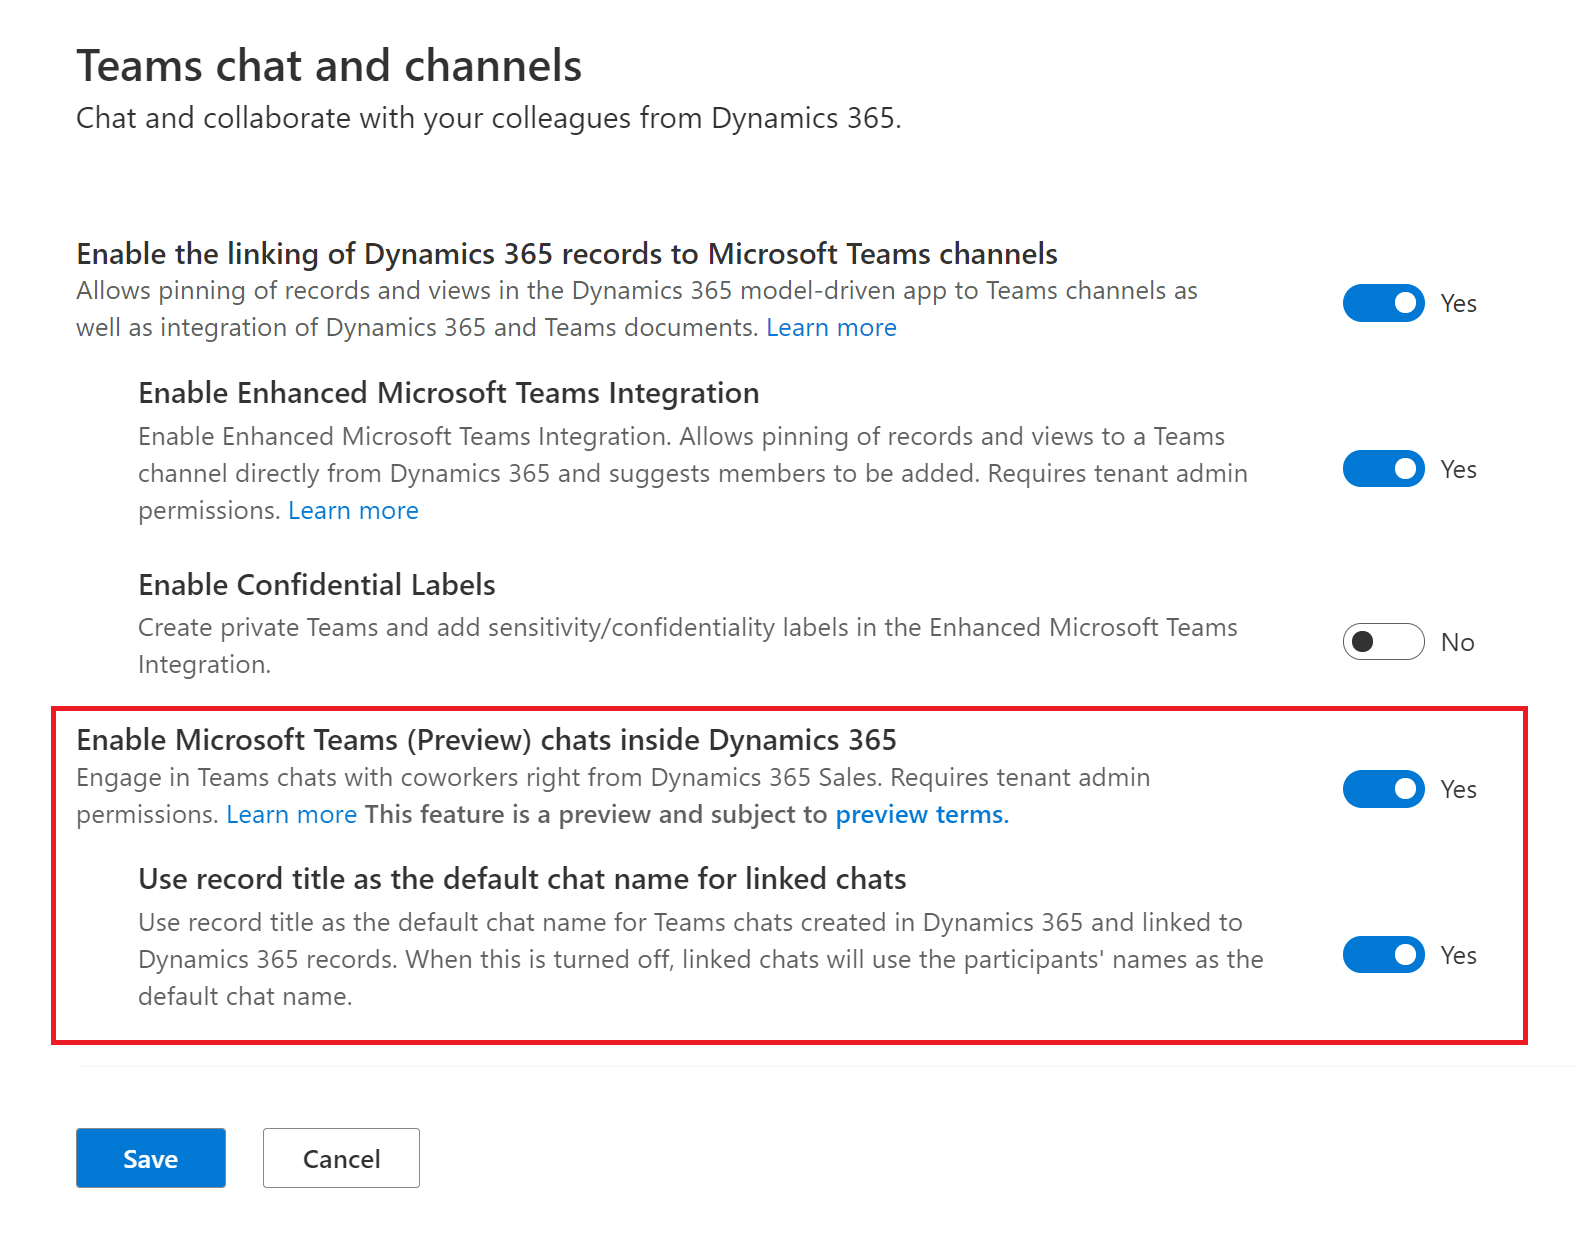 Teams chat and channels
Chat and collaborate with your colleagues from Dynamics 365.
Enable the linking of Dynamics 365 records to Microsoft Teams channels
Allows pinning of records and views in the Dynamics 365 model-driven app to Teams channels as
well as integration of Dynamics 365 and Teams documents. Learn more
Yes
Enable Enhanced Microsoft Teams Integration
Enable Enhanced Microsoft Teams Integration. Allows pinning of records and views to a Teams
channel directly from Dynamics 365 and suggests members to be added. Requires tenant admin
permissions. Learn more
Yes
Enable Confidential Labels
Create private Teams and add sensitivity/confidentiality labels in the Enhanced Microsoft Teams
Integration.
No
Enable Microsoft Teams (Preview) chats inside Dynamics 365
Engage in Teams chats with coworkers right from Dynamics 365 Sales. Requires tenant admin
permissions. Learn more This feature is a preview and subject to preview terms.
Yes
Use record title as the default chat name for linked chats
Use record title as the default chat name for Teams chats created in Dynamics 365 and linked to
Dynamics 365 records. When this is turned off, linked chats will use the participants' names as the
default chat name.
Yes
Save
Cancel